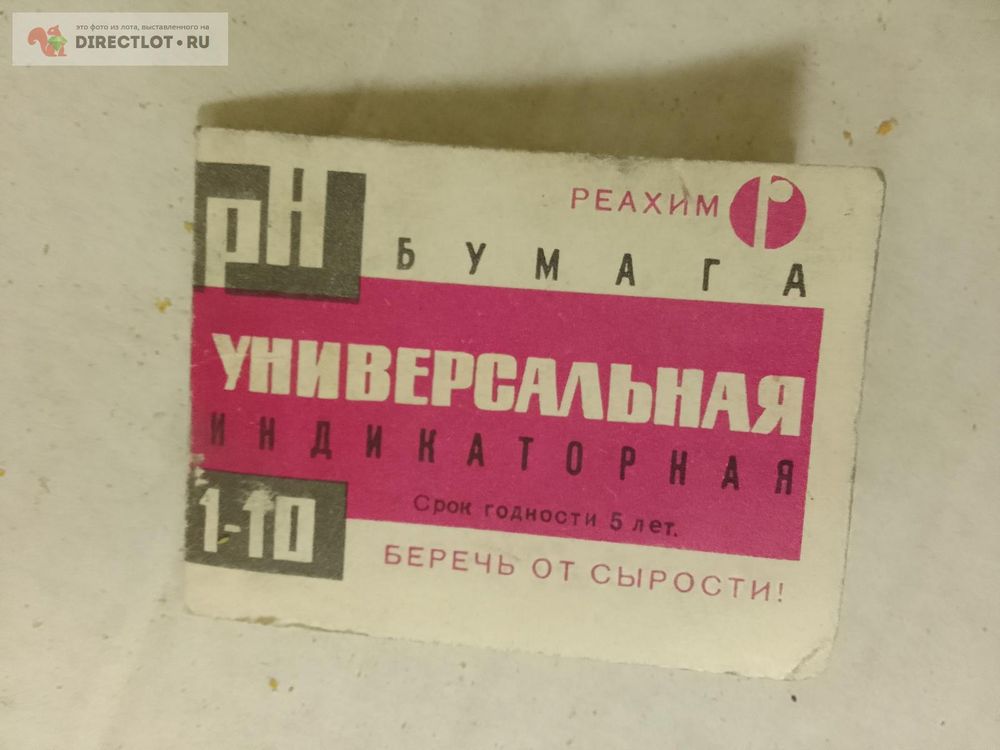 это фото из лота, выставленного на
DIRECTLOT.RU
РЕАХИМ
pH
БУМАГА
УНИВЕРСАЛЬНАЯ
ИНДИКАТОРНАЯ
1-10
Срок годности 5 лет.
БЕРЕЧЬ ОТ СЫРОСТИ!